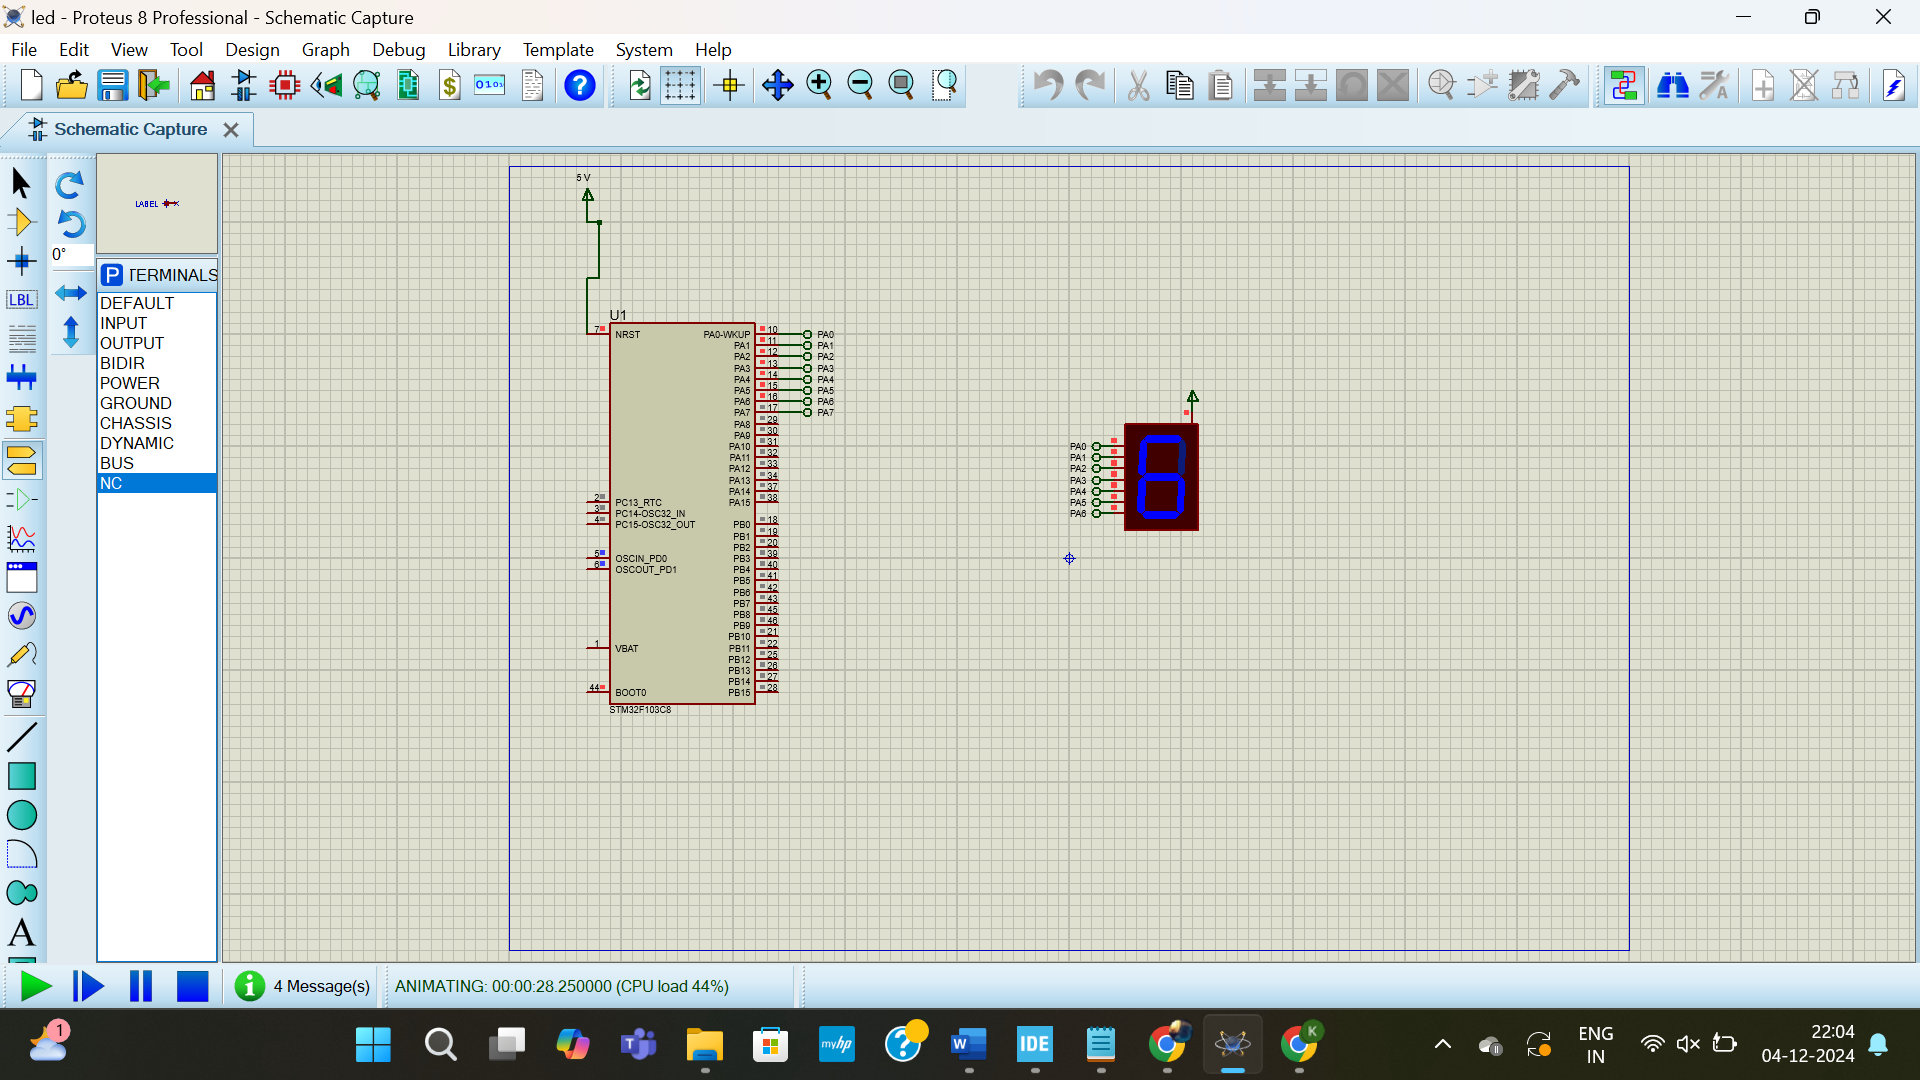 led - Proteus 8 Professional - Schematic Capture
File Edit View Tool Design Graph Debug Library Template System Help
Schematic Capture
0°
LABEL
P TERMINALS
DEFAULT
INPUT
OUTPUT
BIDIR
POWER
GROUND
CHASSIS
DYNAMIC
BUS
NC
LBL
A
5 V
U1
7 NRST PA0-WKUP 10 PA0
PA1 11 PA1
PA2 12 PA2
PA3 13 PA3
PA4 14 PA4
PA5 15 PA5
PA6 16 PA6
PA7 17 PA7
PA8 29
PA9 30
PA10 31
PA11 32
PA12 33
PA13 34
PA14 37
2 PC13_RTC PA15 38
3 PC14-OSC32_IN
4 PC15-OSC32_OUT PB0 18
PB1 19
PB2 20
5 OSCIN_PD0 PB3 39
6 OSCOUT_PD1 PB4 40
PB5 41
PB6 42
PB7 43
PB8 45
PB9 46
PB10 21
1 VBAT PB11 22
PB12 25
PB13 26
PB14 27
44 BOOT0 PB15 28
STM32F103C8
PA0
PA1
PA2
PA3
PA4
PA5
PA6
4 Message(s)
ANIMATING: 00:00:28.250000 (CPU load 44%)
1
myhp
W
IDE
K
ENG
IN
22:04
04-12-2024